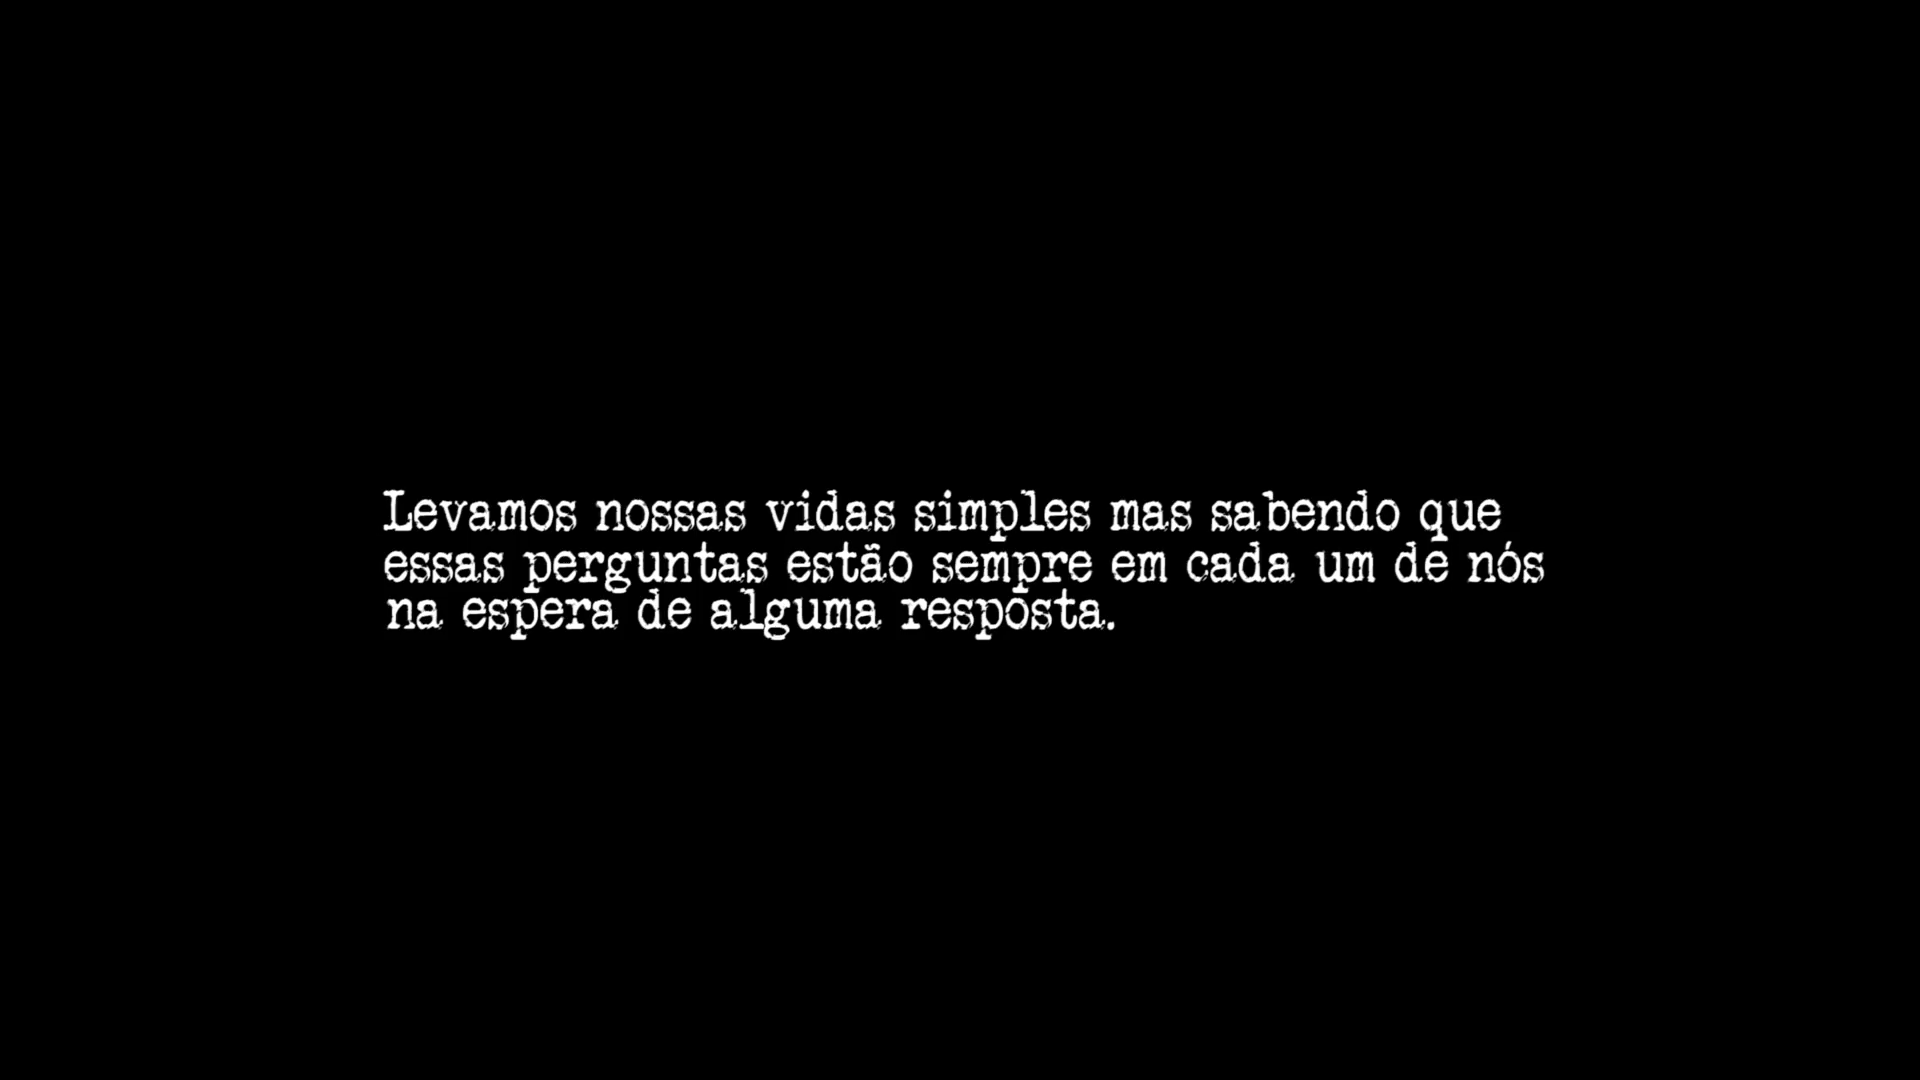 Levamos nossas vidas simples mas sabendo que
essas perguntas estão sempre em cada um de nós
na espera de alguma resposta.